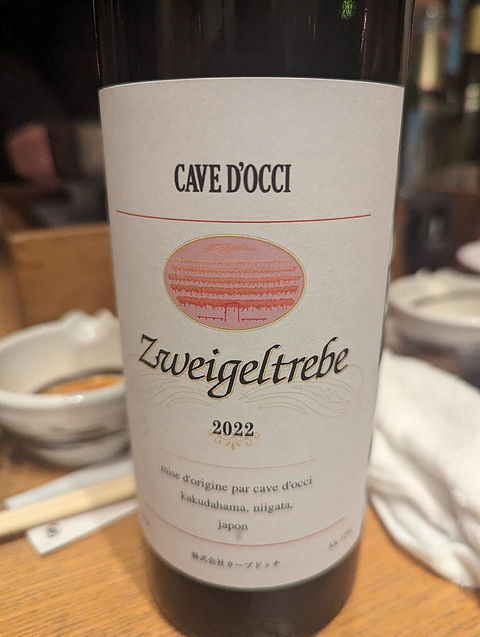 CAVE D'OCCI
Zweigeltrebe
2022
mise d'origine par cave d'occi
kakudahama, niigata,
japon
株式会社カーブドッチ